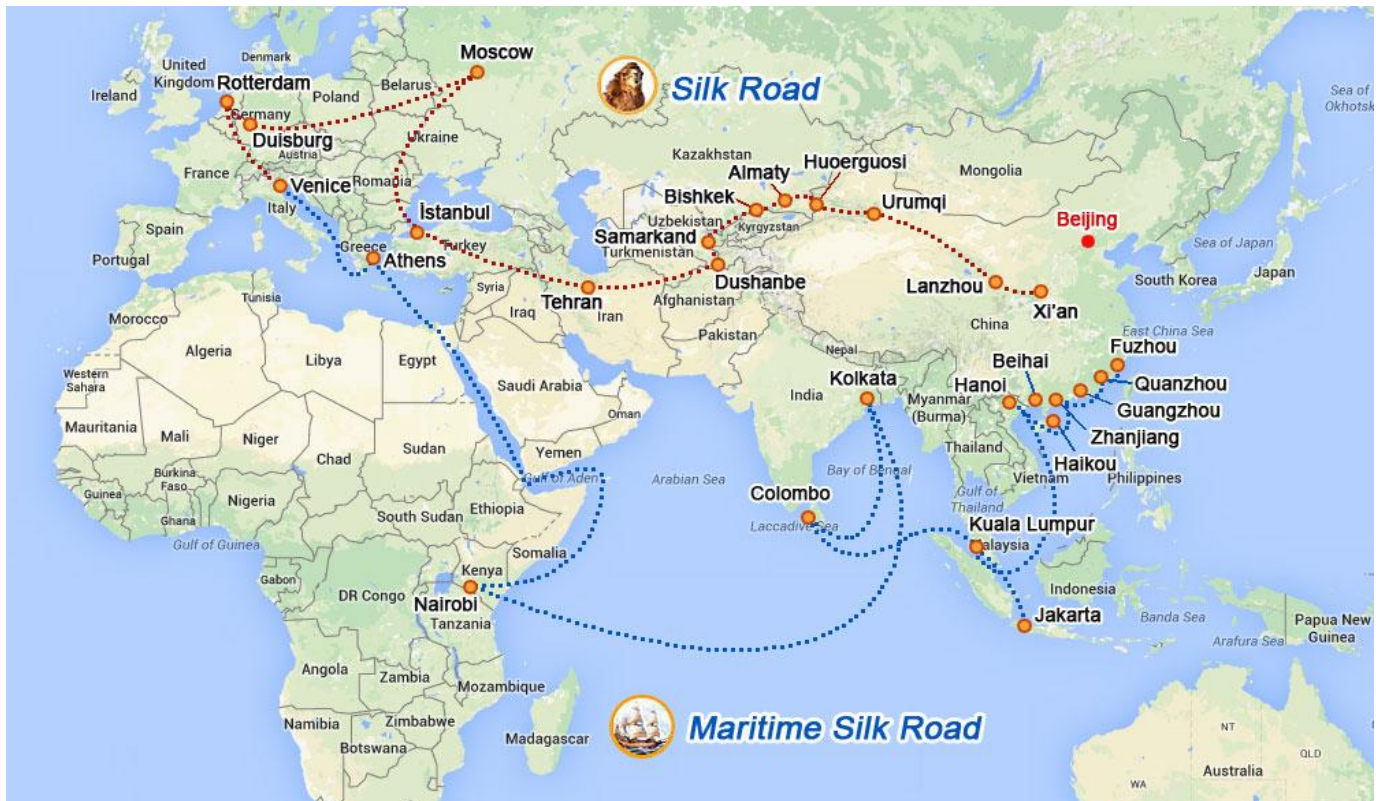 Moscow
Silk Road
Sea of
Okhotsk
United
Kingdom
Denmark
Ireland
Rotterdam
Poland
Belarus
Germany
Duisburg
Ukraine
Austria
France
Venice
Romania
Italy
Kazakhstan
Almaty
Huoerguosi
Mongolia
Bishkek
Urumqi
Uzbekistan
Kyrgyzstan
Beijing
Spain
Portugal
İstanbul
Greece
Turkey
Athens
Samarkand
Turkmenistan
Sea of Japan
Japan
South Korea
Dushanbe
Lanzhou
Xi'an
China
Syria
Tehran
Afghanistan
Iraq
Iran
Pakistan
Tunisia
Morocco
East China Sea
Fuzhou
Algeria
Libya
Egypt
Nepal
Beihai
Western
Sahara
Saudi Arabia
Kolkata
Hanoi
Quanzhou
India
Myanmar
(Burma)
Guangzhou
Oman
Mauritania
Mali
Niger
Sudan
Chad
Yemen
Thailand
Zhanjiang
Haikou
Burkina
Faso
Gulf of Aden
Arabian Sea
Bay of Bengal
Vietnam
Philippines
Guinea
Nigeria
Ethiopia
South Sudan
Ghana
Colombo
Gulf of
Thailand
Laccadive Sea
Kuala Lumpur
Malaysia
Gulf of Guinea
Somalia
Gabon
Kenya
DR Congo
Indonesia
Nairobi
Tanzania
Jakarta
Banda Sea
Papua New
Guinea
Arafura Sea
Angola
Zambia
Mozambique
Namibia
Zimbabwe
Botswana
Madagascar
Maritime Silk Road
NT
QLD
Australia
WA